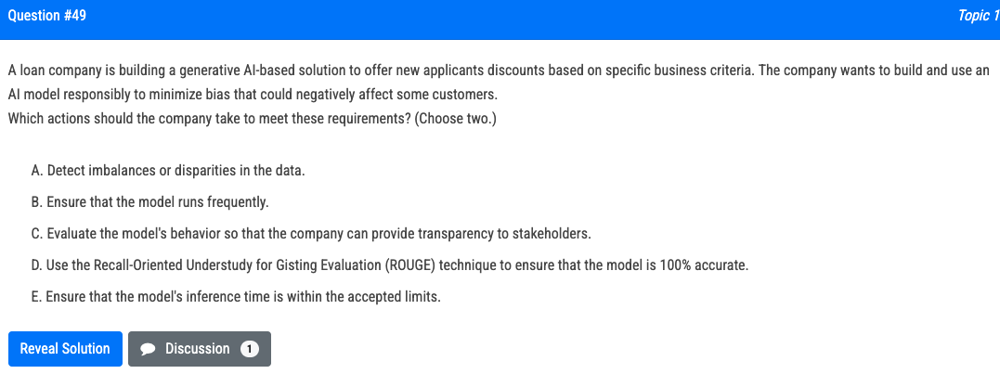 Question #49
Topic 1
A loan company is building a generative AI-based solution to offer new applicants discounts based on specific business criteria. The company wants to build and use an
AI model responsibly to minimize bias that could negatively affect some customers.
Which actions should the company take to meet these requirements? (Choose two.)
A. Detect imbalances or disparities in the data.
B. Ensure that the model runs frequently.
C. Evaluate the model's behavior so that the company can provide transparency to stakeholders.
D. Use the Recall-Oriented Understudy for Gisting Evaluation (ROUGE) technique to ensure that the model is 100% accurate.
E. Ensure that the model's inference time is within the accepted limits.
Reveal Solution
Discussion 1